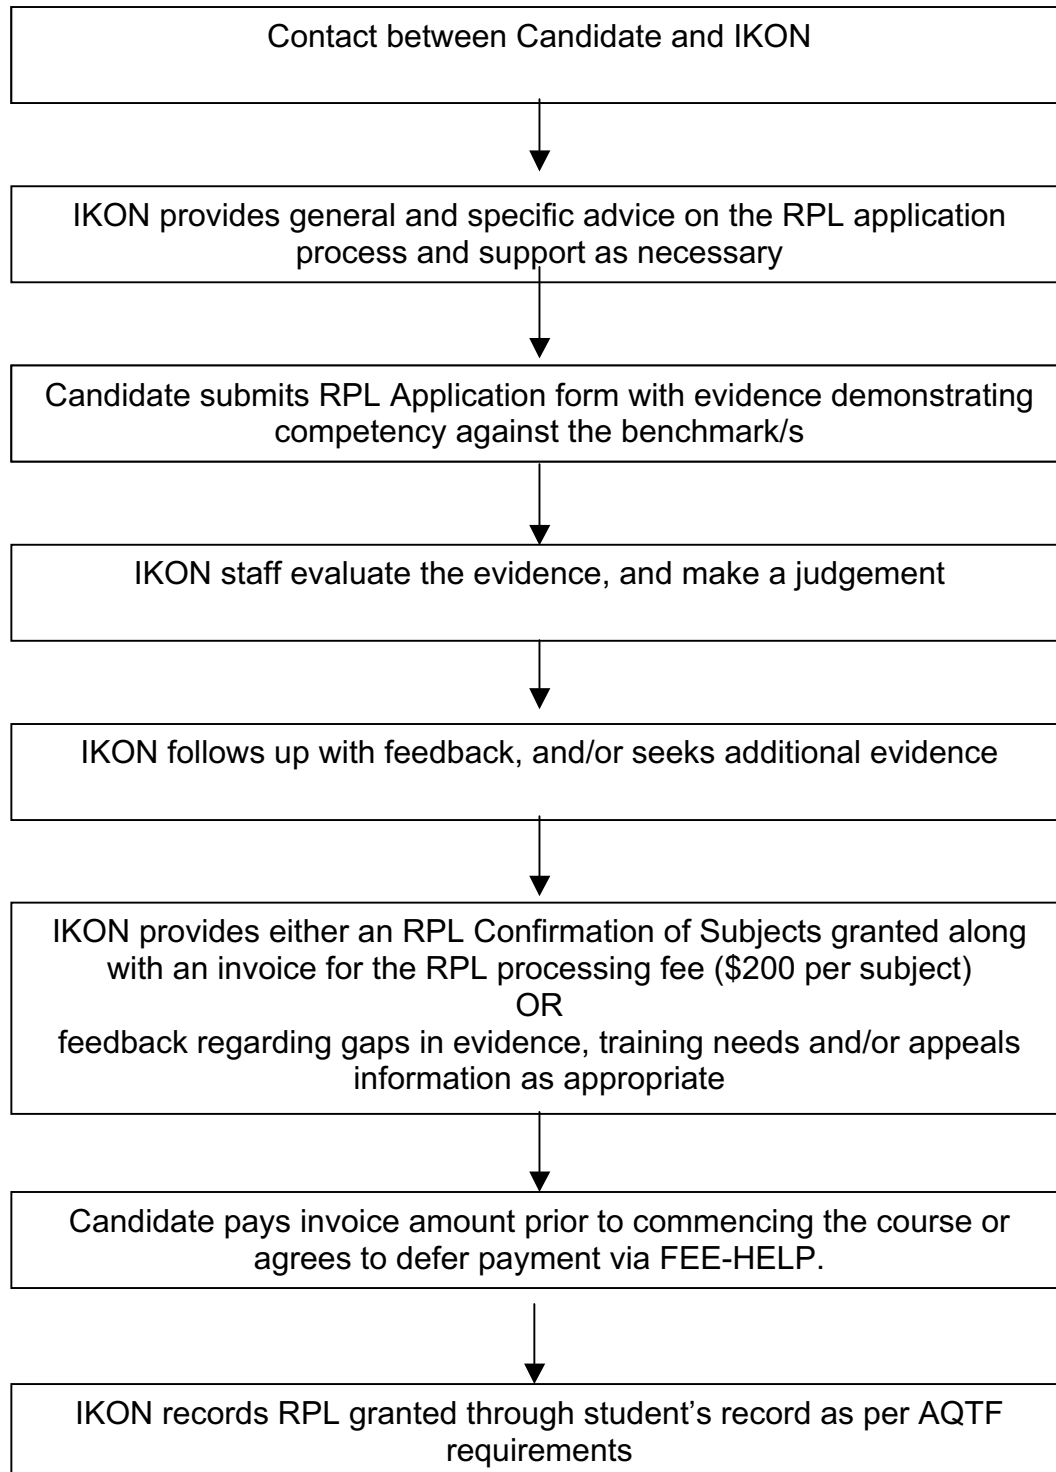 Contact between Candidate and IKON
IKON provides general and specific advice on the RPL application
process and support as necessary
Candidate submits RPL Application form with evidence demonstrating
competency against the benchmark/s
IKON staff evaluate the evidence, and make a judgement
IKON follows up with feedback, and/or seeks additional evidence
IKON provides either an RPL Confirmation of Subjects granted along
with an invoice for the RPL processing fee ($200 per subject)
OR
feedback regarding gaps in evidence, training needs and/or appeals
information as appropriate
Candidate pays invoice amount prior to commencing the course or
agrees to defer payment via FEE-HELP.
IKON records RPL granted through student’s record as per AQTF
requirements